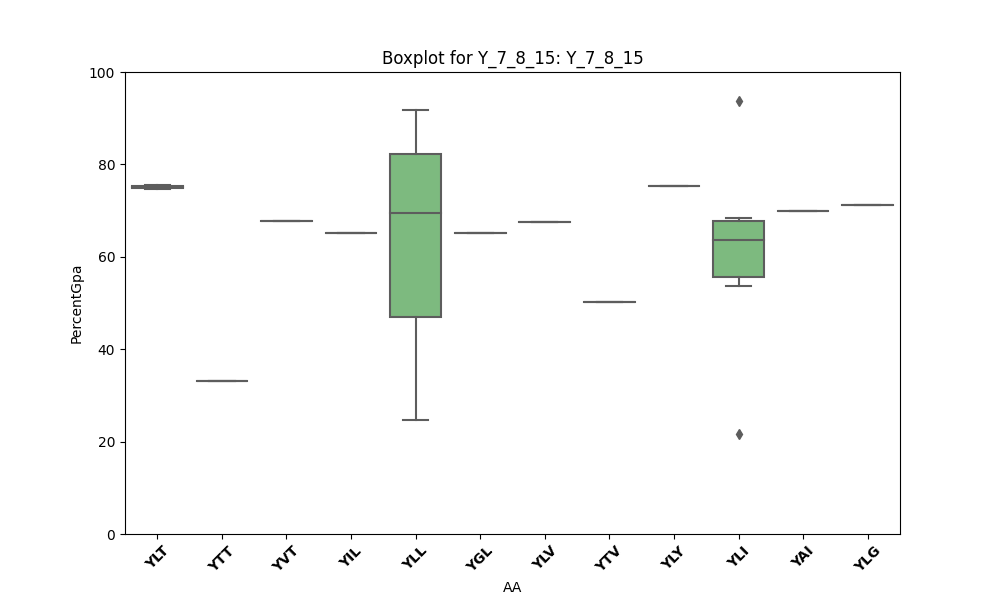 Boxplot for Y_7_8_15: Y_7_8_15
100
80
60
40
20
0
PercentGpa
YLT YTT YVT YIL YLL YGL YLV YTV YLY YLI YAI YLG
AA